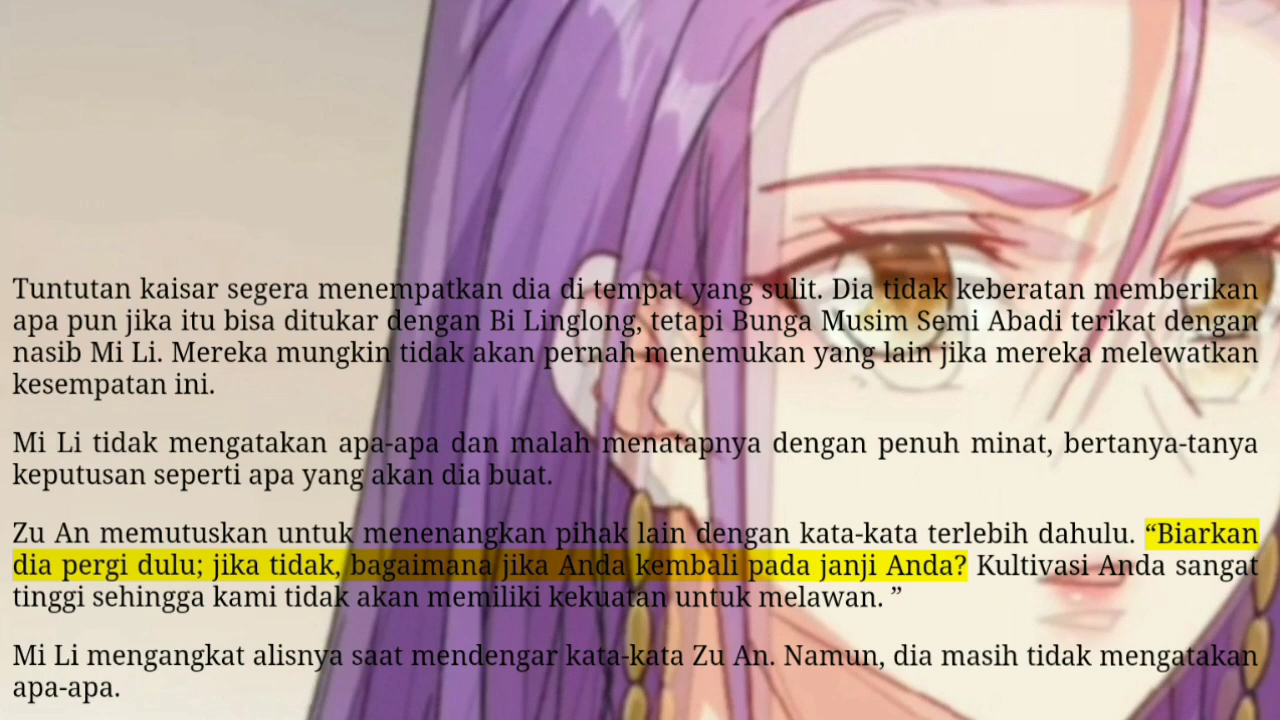 Tuntutan kaisar segera menempatkan dia di tempat yang sulit. Dia tidak keberatan memberikan
apa pun jika itu bisa ditukar dengan Bi Linglong, tetapi Bunga Musim Semi Abadi terikat dengan
nasib Mi Li. Mereka mungkin tidak akan pernah menemukan yang lain jika mereka melewatkan
kesempatan ini.
Mi Li tidak mengatakan apa-apa dan malah menatapnya dengan penuh minat, bertanya-tanya
keputusan seperti apa yang akan dia buat.
Zu An memutuskan untuk menenangkan pihak lain dengan kata-kata terlebih dahulu. “Biarkan
dia pergi dulu; jika tidak, bagaimana jika Anda kembali pada janji Anda? Kultivasi Anda sangat
tinggi sehingga kami tidak akan memiliki kekuatan untuk melawan. ”
Mi Li mengangkat alisnya saat mendengar kata-kata Zu An. Namun, dia masih tidak mengatakan
apa-apa.